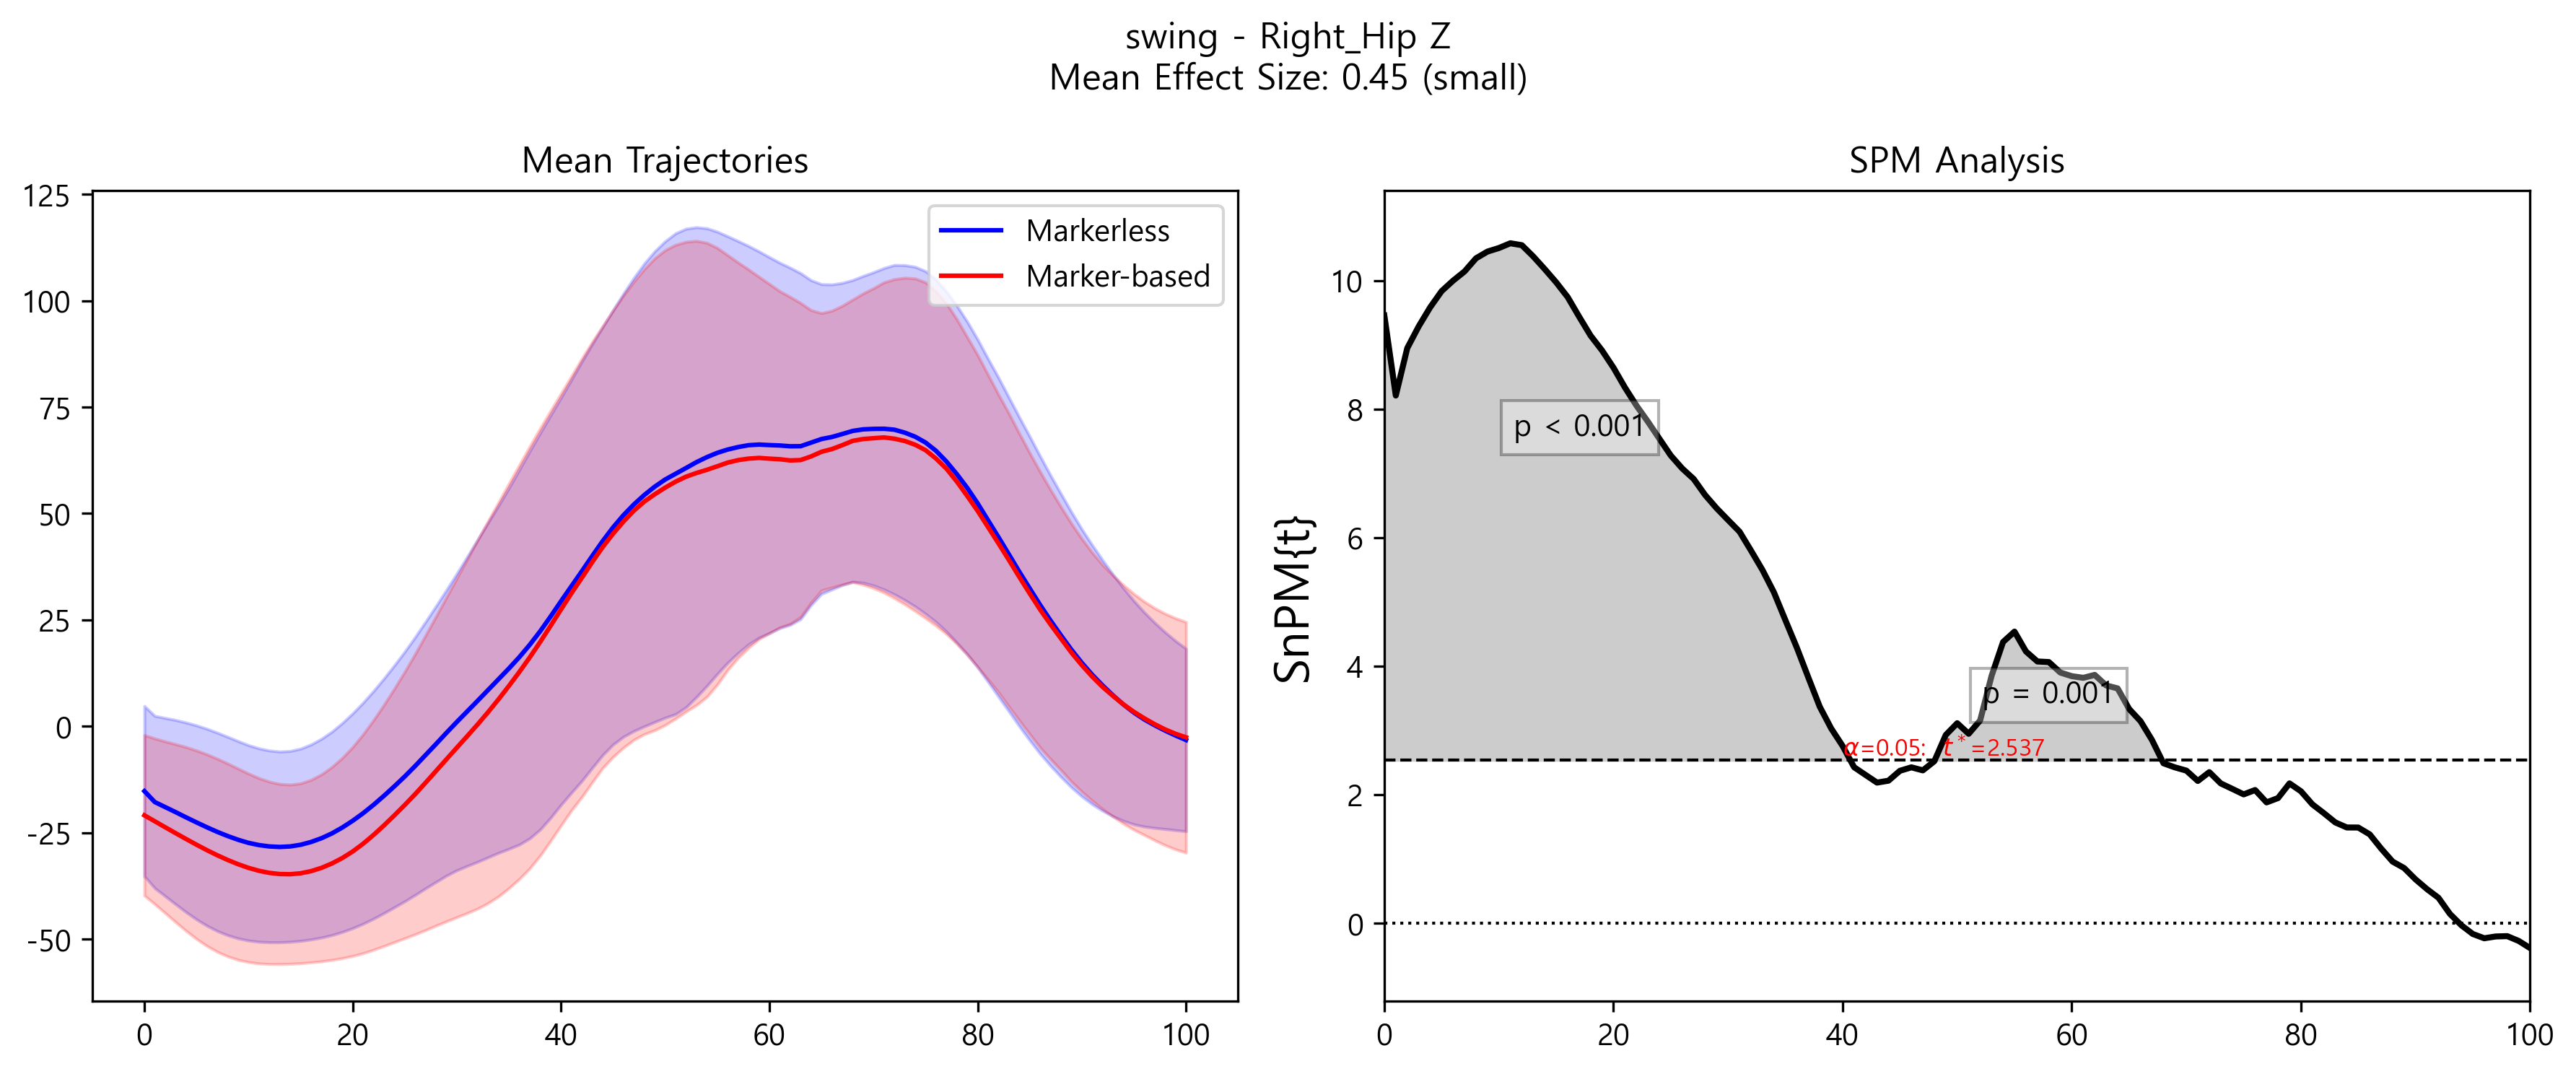 swing - Right_Hip Z
Mean Effect Size: 0.45 (small)
Mean Trajectories
125
100
75
50
25
0
-25
-50
0 20 40 60 80 100
Markerless
Marker-based
SPM Analysis
SnPM{t}
10
8
6
4
2
0
0 20 40 60 80 100
p < 0.001
p = 0.001
α=0.05: t*=2.537